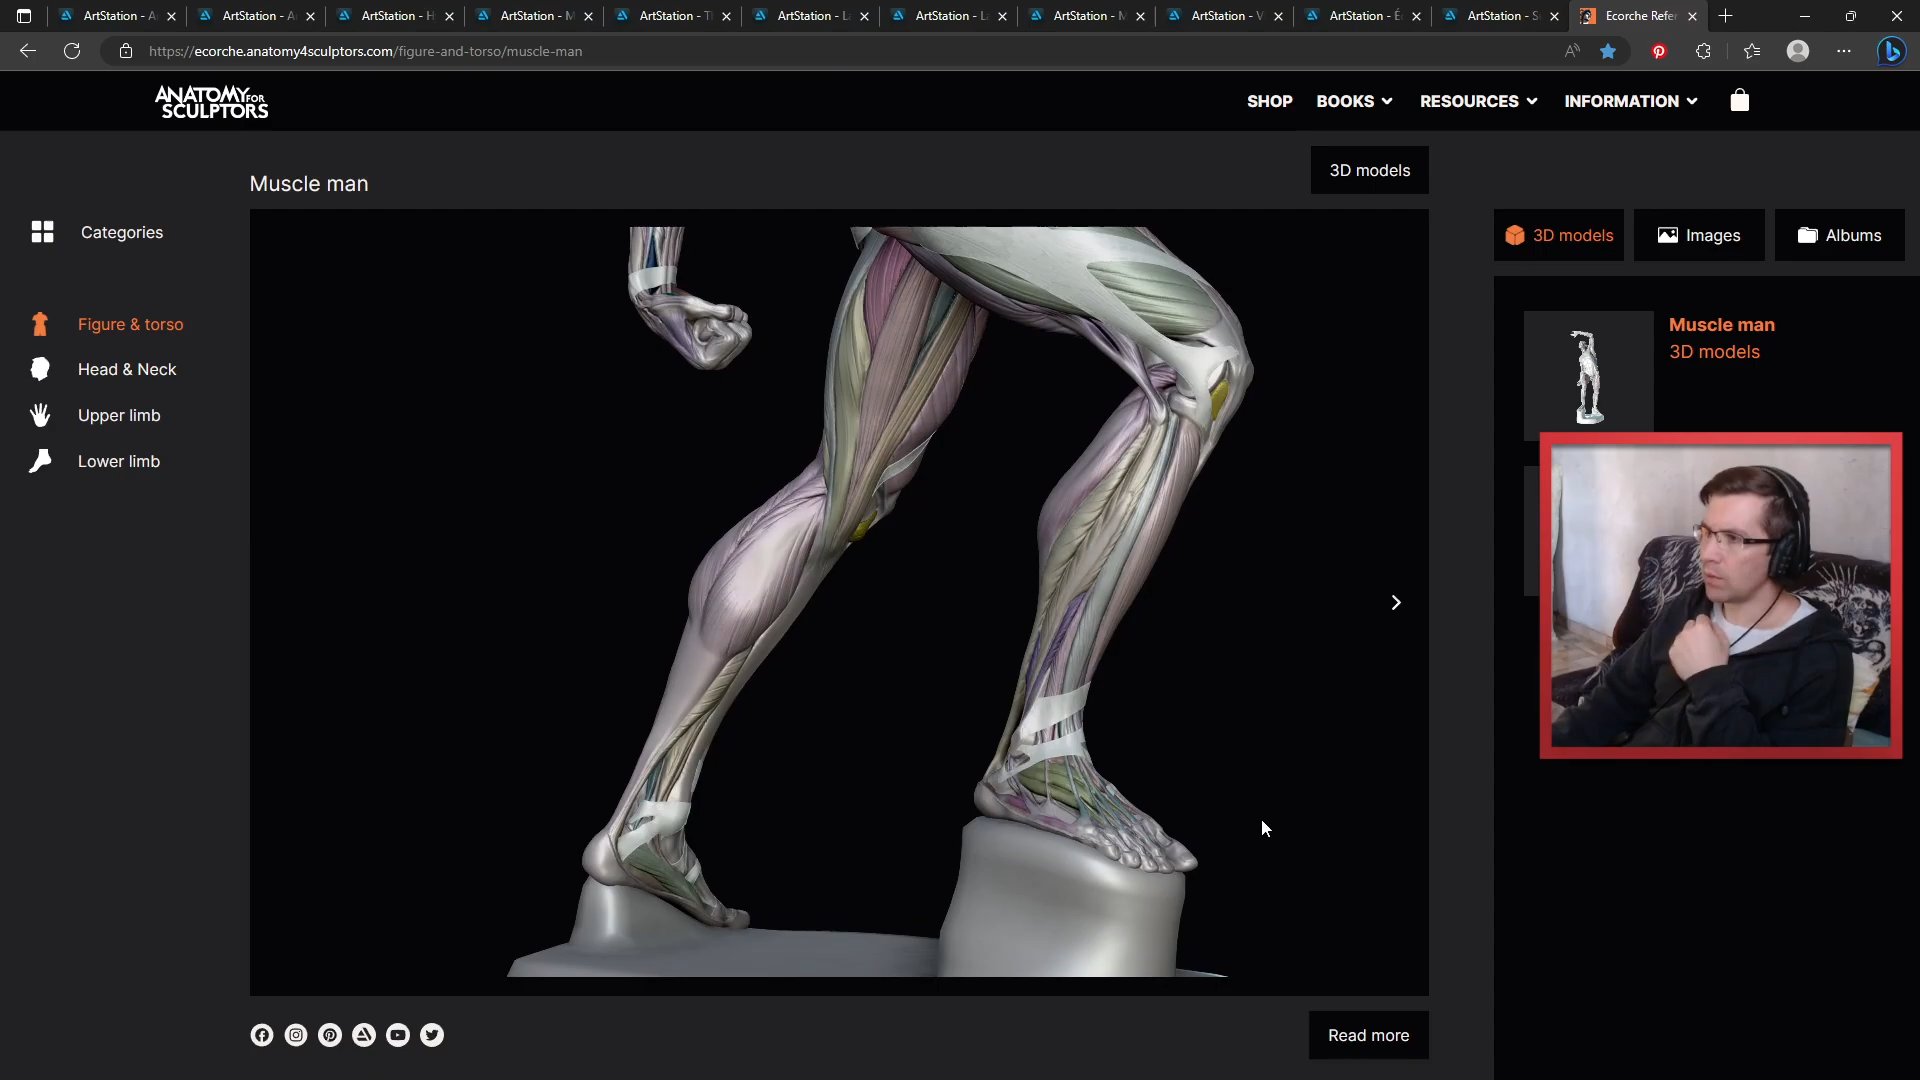 ArtStation - A
ArtStation - A
ArtStation - H
ArtStation - M
ArtStation - T
ArtStation - L
ArtStation - L
ArtStation - M
ArtStation - V
ArtStation - É
ArtStation - S
Ecorche Refer
https://ecorche.anatomy4sculptors.com/figure-and-torso/muscle-man
ANATOMY FOR
SCULPTORS
SHOP BOOKS RESOURCES INFORMATION
Muscle man
3D models
Categories
Figure & torso
Head & Neck
Upper limb
Lower limb
3D models
Images
Albums
Muscle man
3D models
Read more